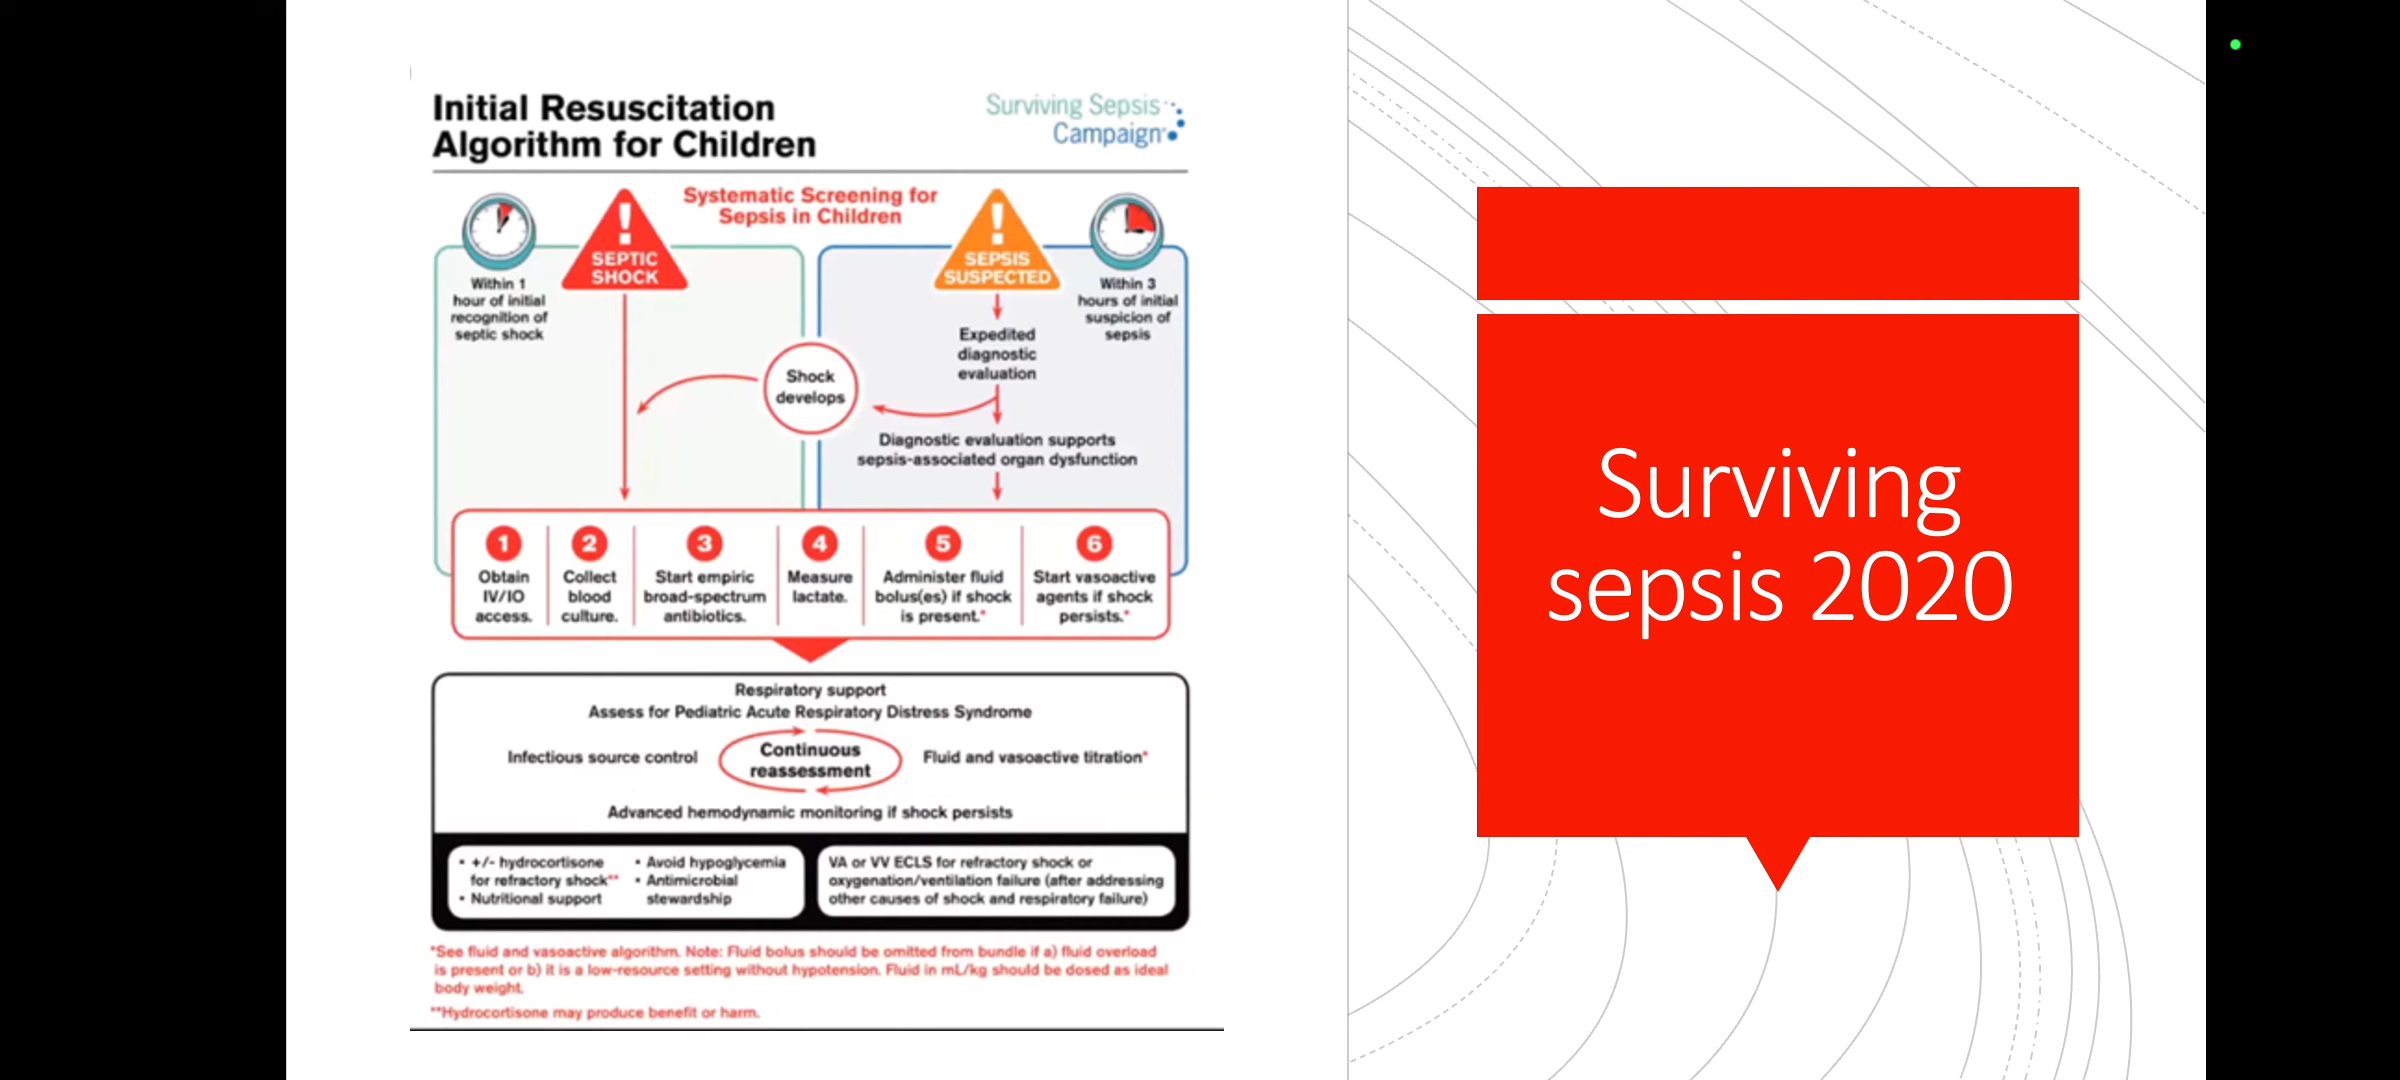 Initial Resuscitation
Algorithm for Children
Surviving Sepsis
Campaign
Systematic Screening for
Sepsis in Children
Within 1
hour of initial
recognition of
septic shock
!
SEPTIC
SHOCK
!
SEPSIS
SUSPECTED
Within 3
hours of initial
suspicion of
sepsis
Expedited
diagnostic
evaluation
Shock
develops
Diagnostic evaluation supports
sepsis-associated organ dysfunction
1
Obtain
IV/IO
access.
2
Collect
blood
culture.
3
Start empiric
broad-spectrum
antibiotics.
4
Measure
lactate.
5
Administer fluid
bolus(es) if shock
is present.*
6
Start vasoactive
agents if shock
persists.*
Respiratory support
Assess for Pediatric Acute Respiratory Distress Syndrome
Infectious source control
Continuous
reassessment
Fluid and vasoactive titration*
Advanced hemodynamic monitoring if shock persists
• +/- hydrocortisone
for refractory shock**
• Nutritional support
• Avoid hypoglycemia
• Antimicrobial
stewardship
VA or VV ECLS for refractory shock or
oxygenation/ventilation failure (after addressing
other causes of shock and respiratory failure)
*See fluid and vasoactive algorithm. Note: Fluid bolus should be omitted from bundle if a) fluid overload
is present or b) it is a low-resource setting without hypotension. Fluid in mL/kg should be dosed as ideal
body weight.
**Hydrocortisone may produce benefit or harm.
Surviving
sepsis 2020